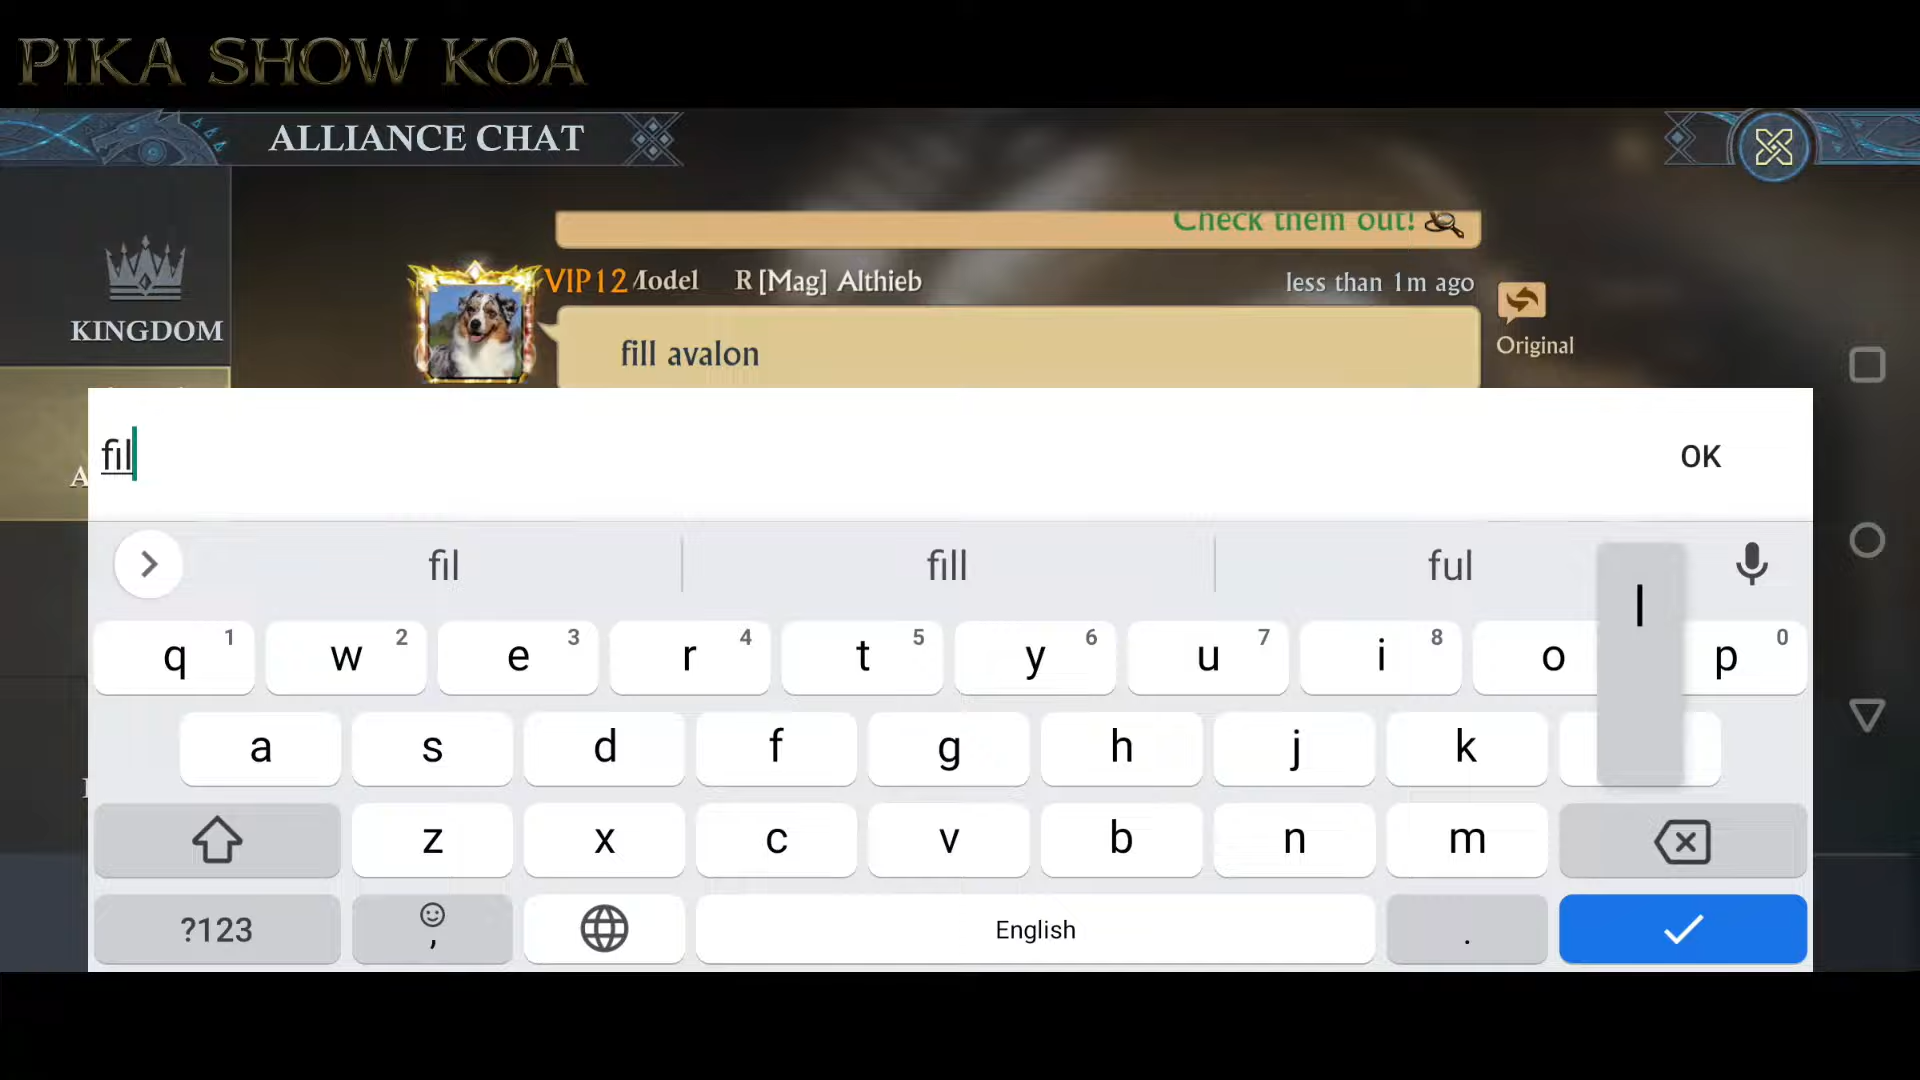 PIKA SHOW KOA
ALLIANCE CHAT
Check them out!
KINGDOM
VIP12 Model R [Mag] Althieb less than 1m ago
Original
fill avalon
A
fil OK
fil fill ful
l
q 1 w 2 e 3 r 4 t 5 y 6 u 7 i 8 o p 0
a s d f g h j k
z x c v b n m
?123 , English .